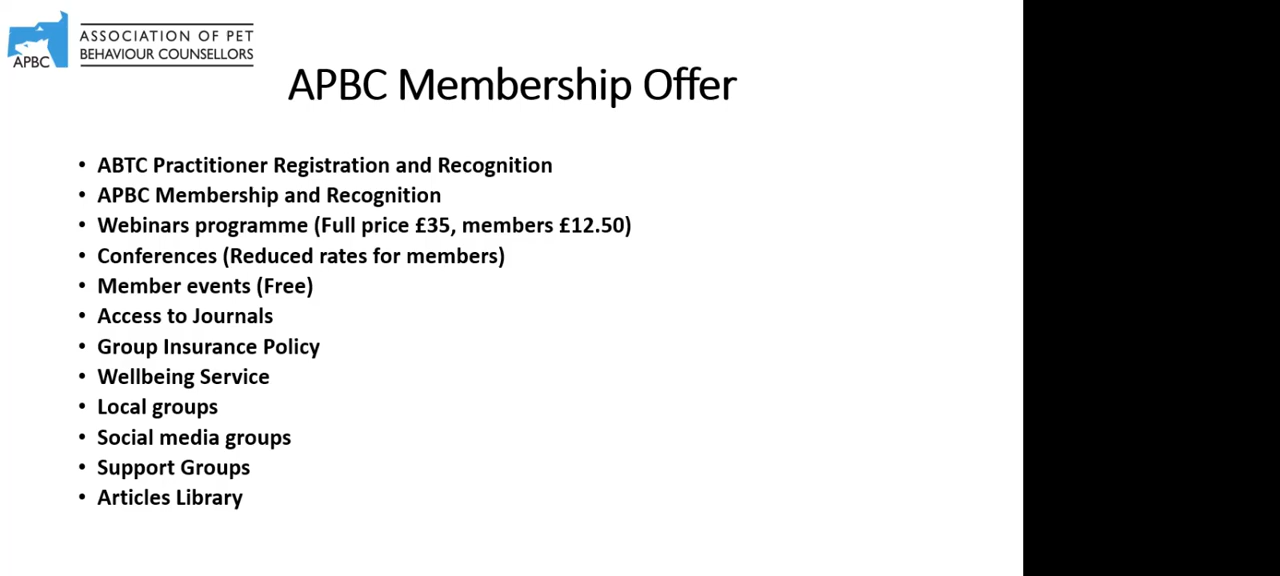 APBC
ASSOCIATION OF PET
BEHAVIOUR COUNSELLORS
APBC Membership Offer
• ABTC Practitioner Registration and Recognition
• APBC Membership and Recognition
• Webinars programme (Full price £35, members £12.50)
• Conferences (Reduced rates for members)
• Member events (Free)
• Access to Journals
• Group Insurance Policy
• Wellbeing Service
• Local groups
• Social media groups
• Support Groups
• Articles Library